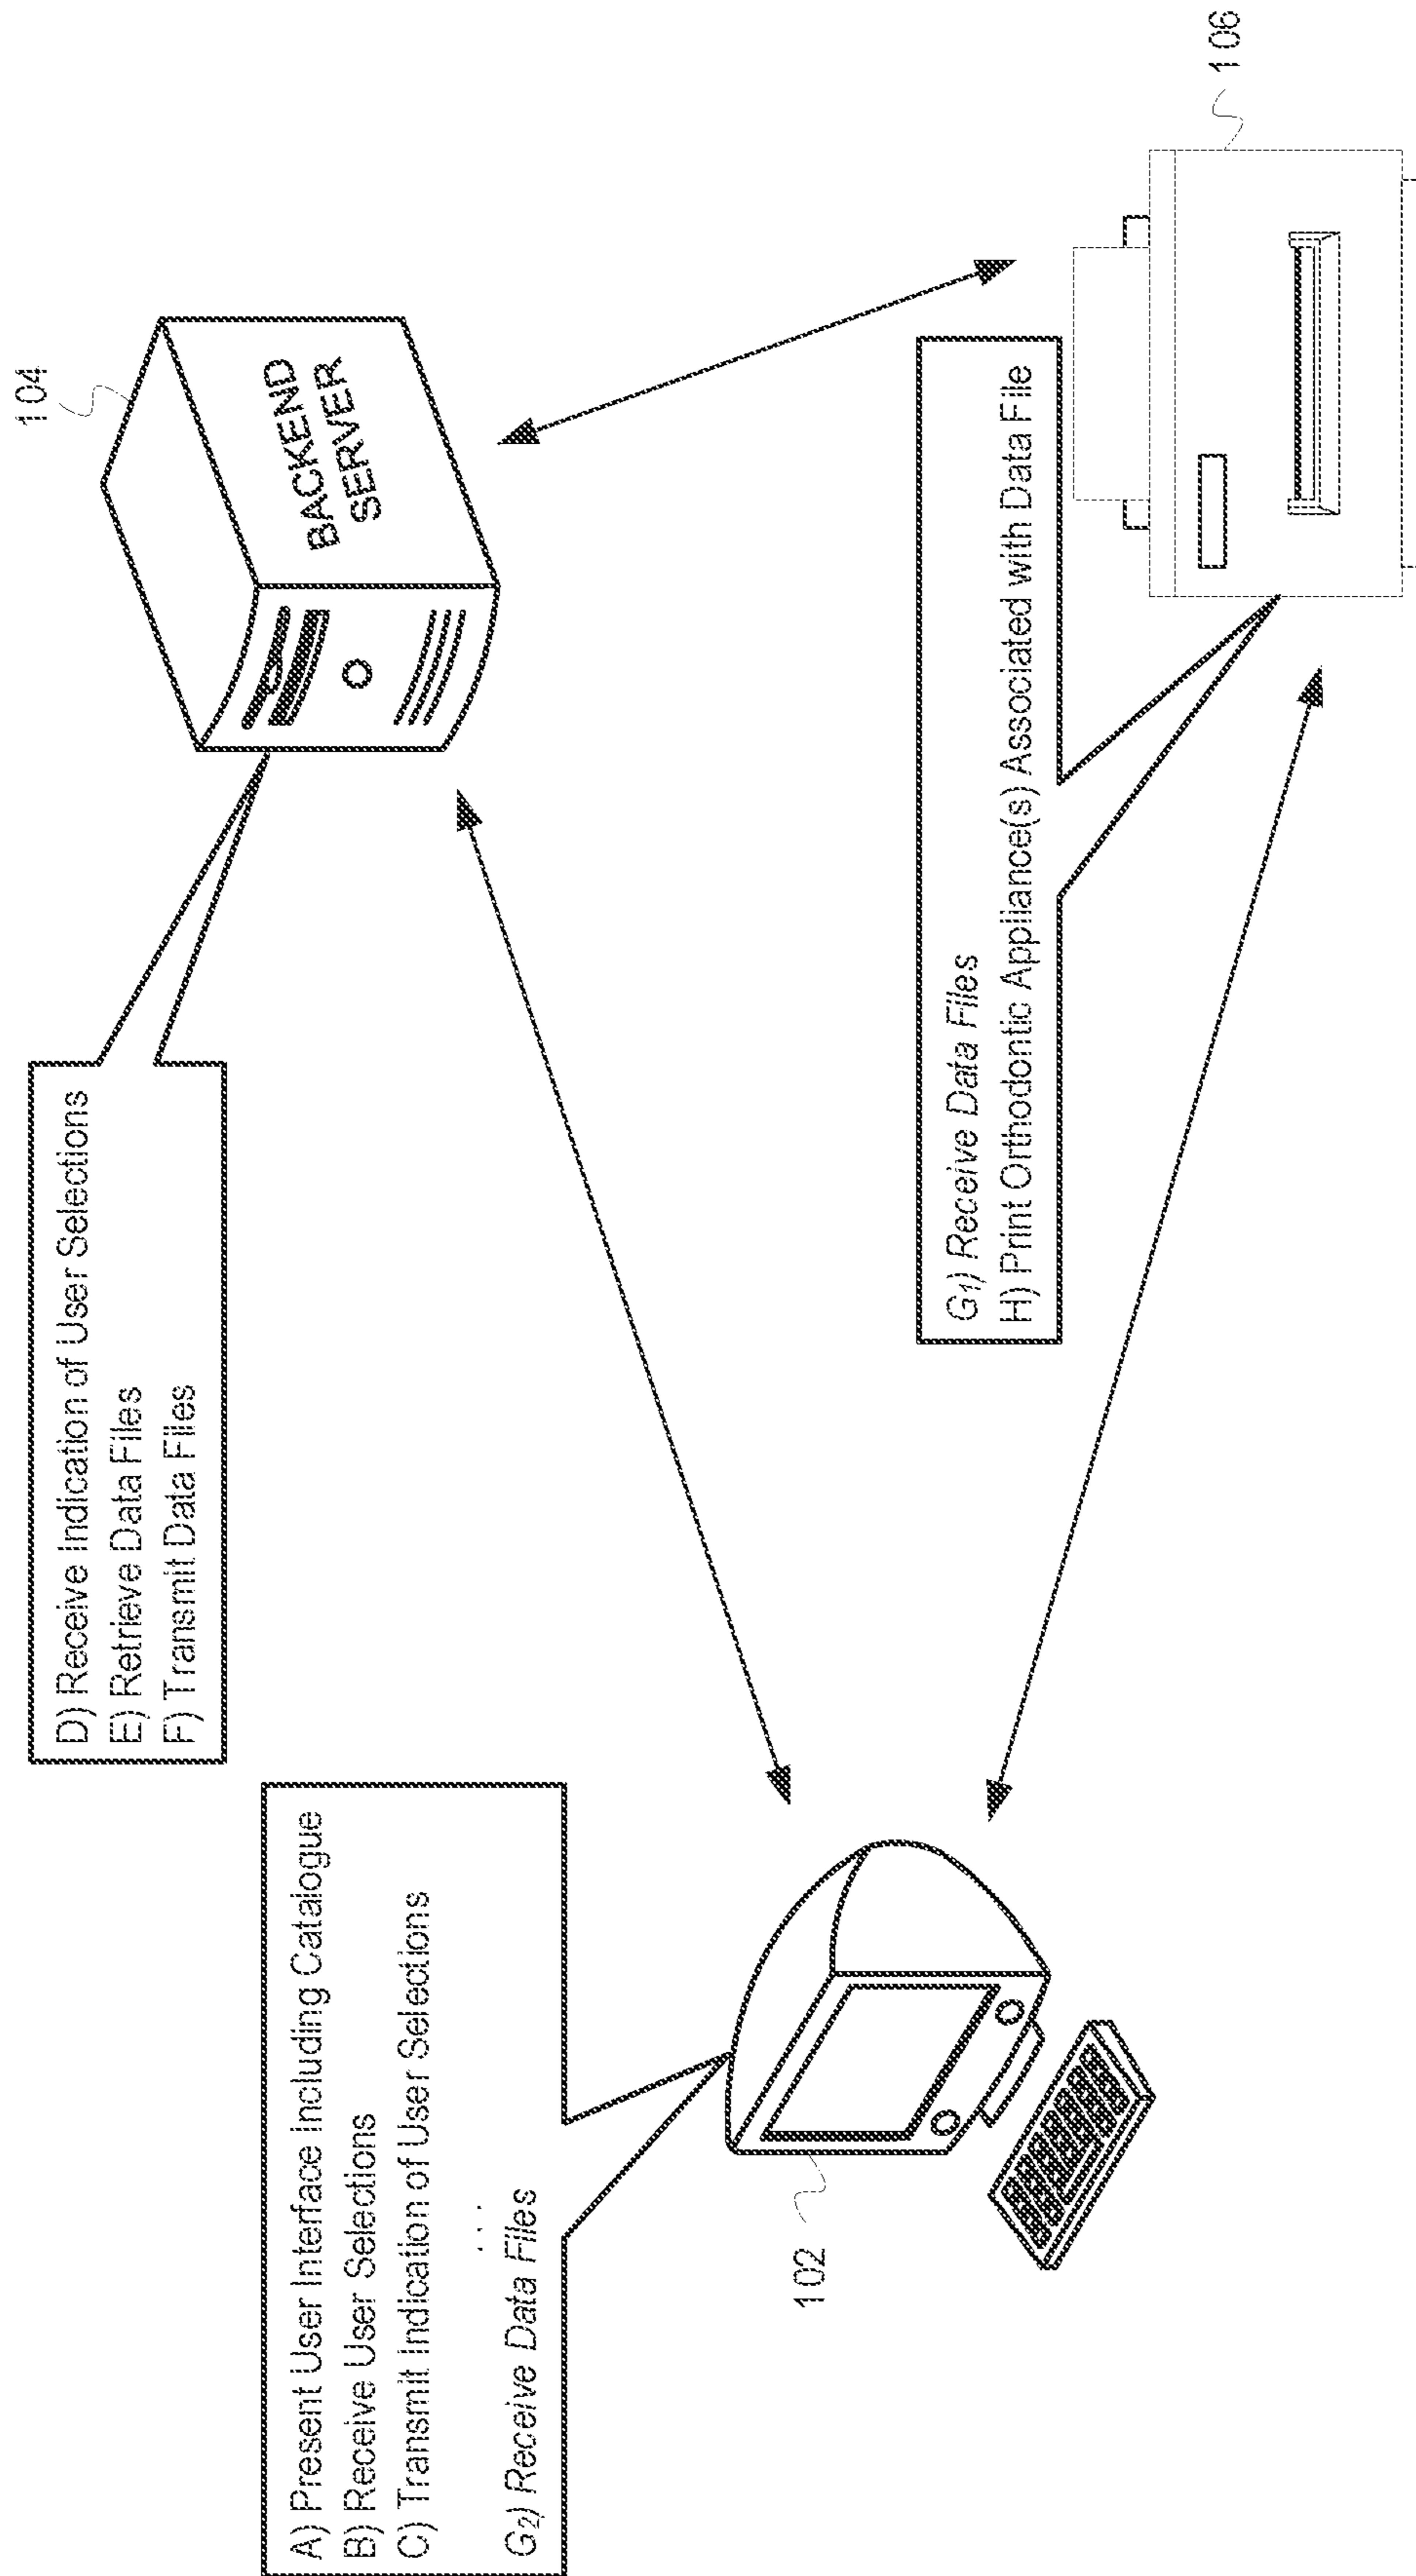 A) Present User Interface Including Catalogue
B) Receive User Selections
C) Transmit Indication of User Selections
. . .
G2) Receive Data Files
102
D) Receive Indication of User Selections
E) Retrieve Data Files
F) Transmit Data Files
104
BACKEND
SERVER
G1) Receive Data Files
H) Print Orthodontic Appliance(s) Associated with Data File
106